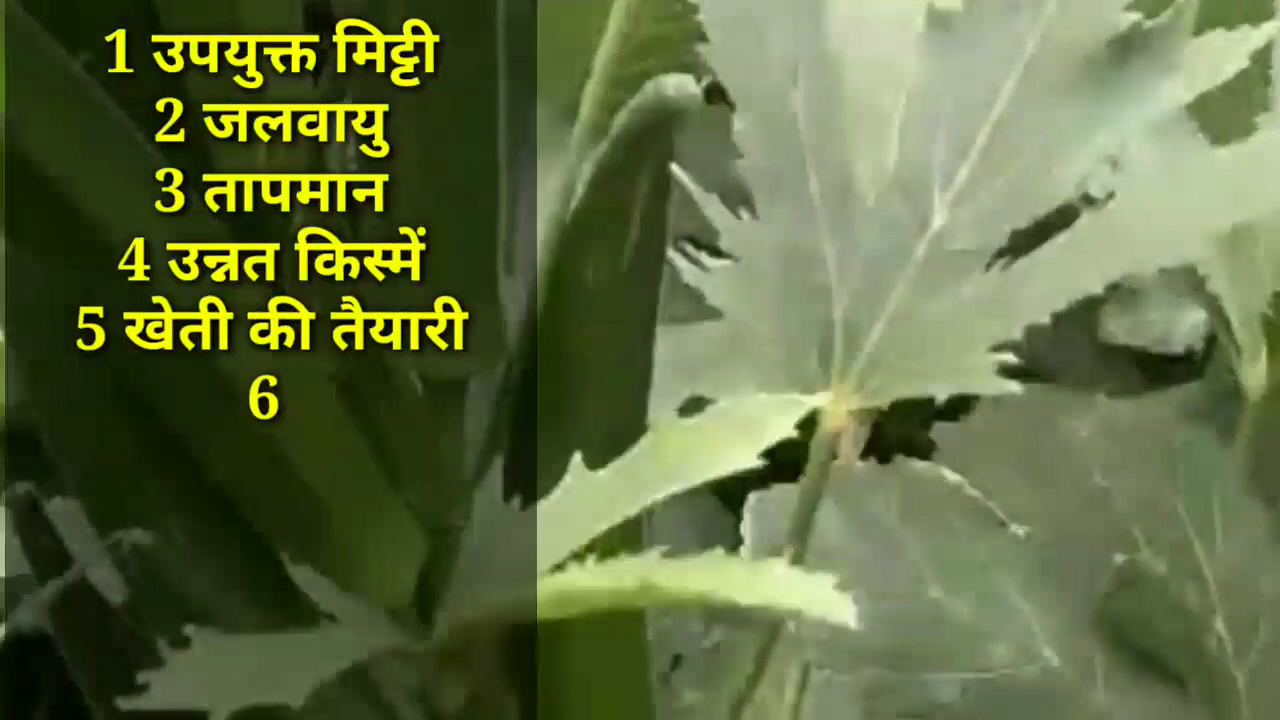 1 उपयुक्त मिट्टी
2 जलवायु
3 तापमान
4 उन्नत किस्में
5 खेती की तैयारी
6